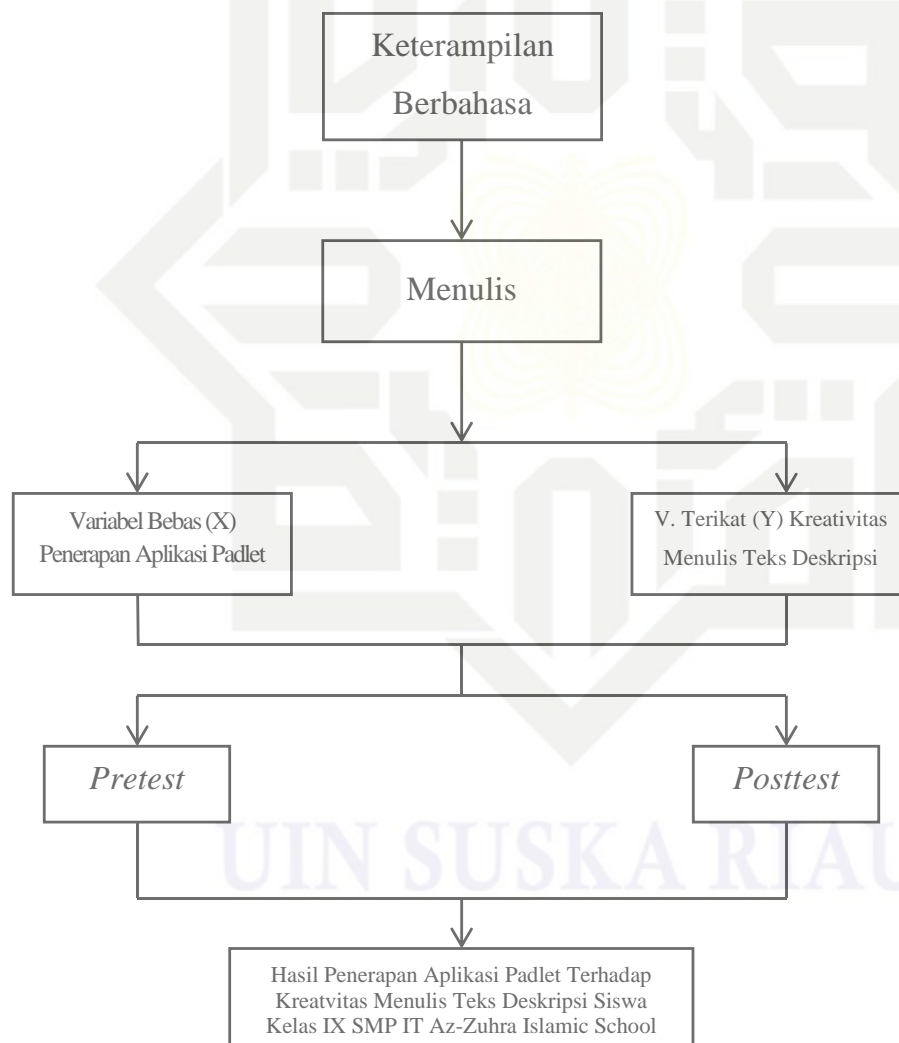 Keterampilan
Berbahasa
Menulis
Variabel Bebas (X)
Penerapan Aplikasi Padlet
V. Terikat (Y) Kreativitas
Menulis Teks Deskripsi
Pretest
Posttest
UIN SUSKA RIAU
Hasil Penerapan Aplikasi Padlet Terhadap
Kreatvitas Menulis Teks Deskripsi Siswa
Kelas IX SMP IT Az-Zuhra Islamic School